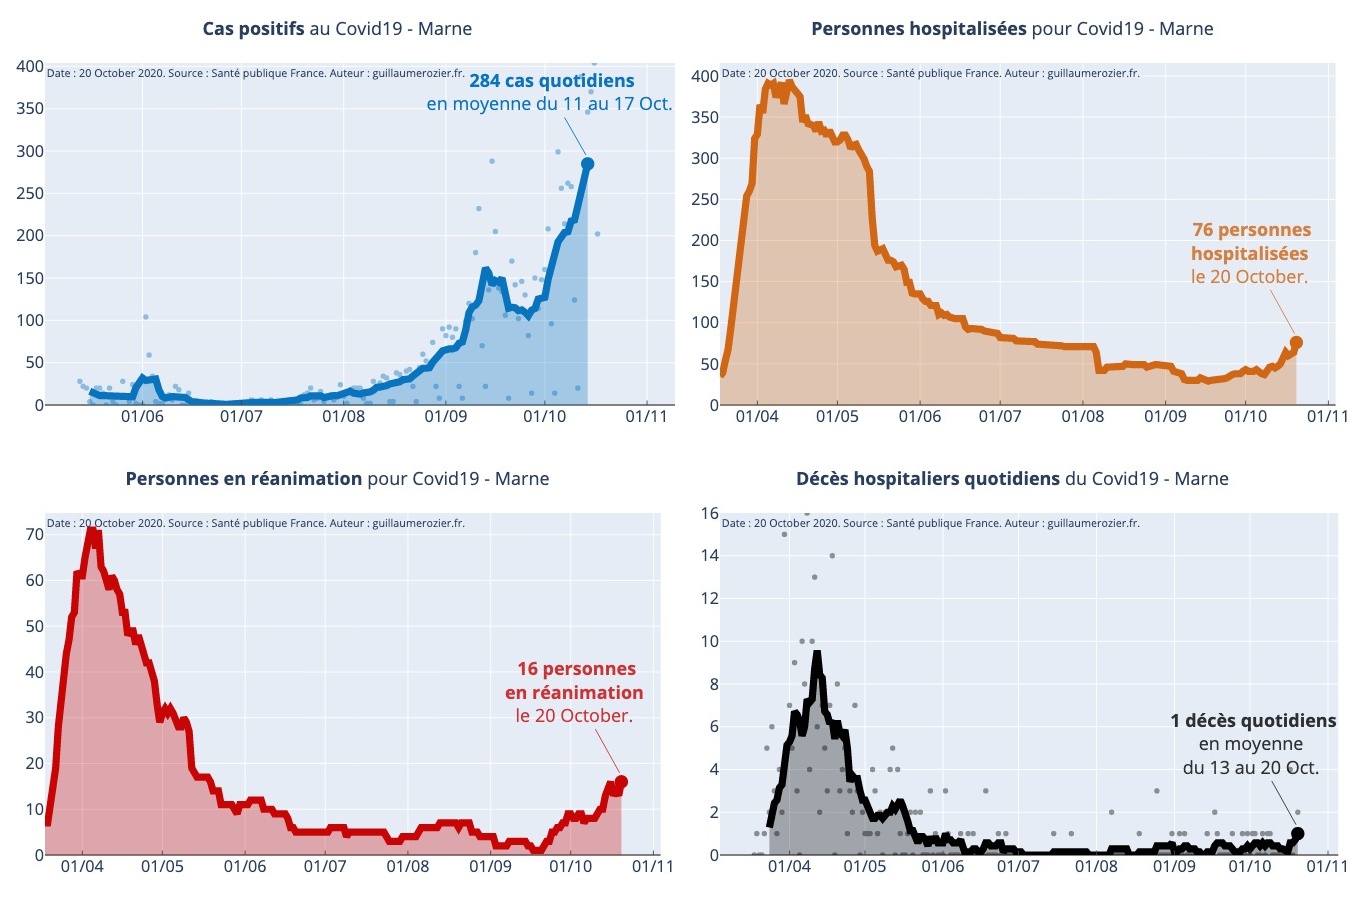 Cas positifs au Covid19 - Marne
Date : 20 October 2020. Source : Santé publique France. Auteur : guillaumerozier.fr.
284 cas quotidiens
en moyenne du 11 au 17 Oct.
400
350
300
250
200
150
100
50
0
01/06 01/07 01/08 01/09 01/10 01/11
Personnes hospitalisées pour Covid19 - Marne
Date : 20 October 2020. Source : Santé publique France. Auteur : guillaumerozier.fr.
76 personnes
hospitalisées
le 20 October.
400
350
300
250
200
150
100
50
0
01/04 01/05 01/06 01/07 01/08 01/09 01/10 01/11
Personnes en réanimation pour Covid19 - Marne
Date : 20 October 2020. Source : Santé publique France. Auteur : guillaumerozier.fr.
16 personnes
en réanimation
le 20 October.
70
60
50
40
30
20
10
0
01/04 01/05 01/06 01/07 01/08 01/09 01/10 01/11
Décès hospitaliers quotidiens du Covid19 - Marne
Date : 20 October 2020. Source : Santé publique France. Auteur : guillaumerozier.fr.
1 décès quotidiens
en moyenne
du 13 au 20 Oct.
16
14
12
10
8
6
4
2
0
01/04 01/05 01/06 01/07 01/08 01/09 01/10 01/11